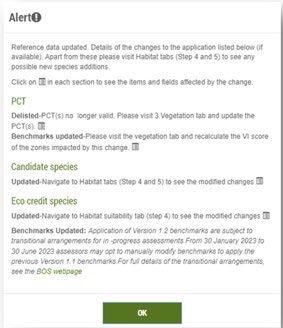 Alert!
Reference data updated. Details of the changes to the application listed below (if
available). Apart from these please visit Habitat tabs (Step 4 and 5) to see any
possible new species additions.
Click on in each section to see the items and fields affected by the change.
PCT
Delisted-PCT(s) no longer valid. Please visit 3.Vegetation tab and update the
PCT(s).
Benchmarks updated-Please visit the vegetation tab and recalculate the VI score
of the zones impacted by this change.
Candidate species
Updated-Navigate to Habitat tabs (Step 4 and 5) to see the modified changes
Eco credit species
Updated-Navigate to Habitat suitability tab (step 4) to see the modified changes
Benchmarks Updated: Application of Version 1.2 benchmarks are subject to
transitional arrangements for in -progress assessments.From 30 January 2023 to
30 June 2023 assessors may opt to manually modify benchmarks to apply the
previous Version 1.1 benchmarks.For full details of the transitional arrangements,
see the BOS webpage
OK